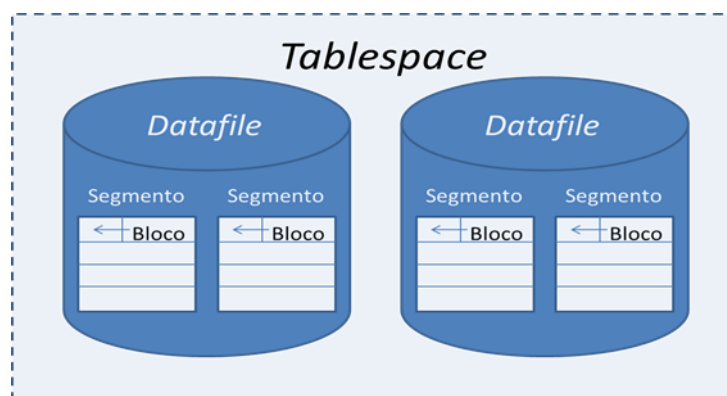 Tablespace
Datafile
Segmento Segmento
Bloco Bloco
Datafile
Segmento Segmento
Bloco Bloco